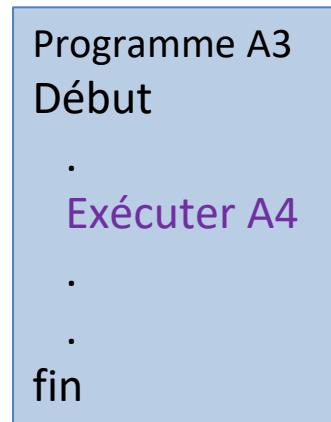 Programme A3
Début
.
Exécuter A4
.
.
fin